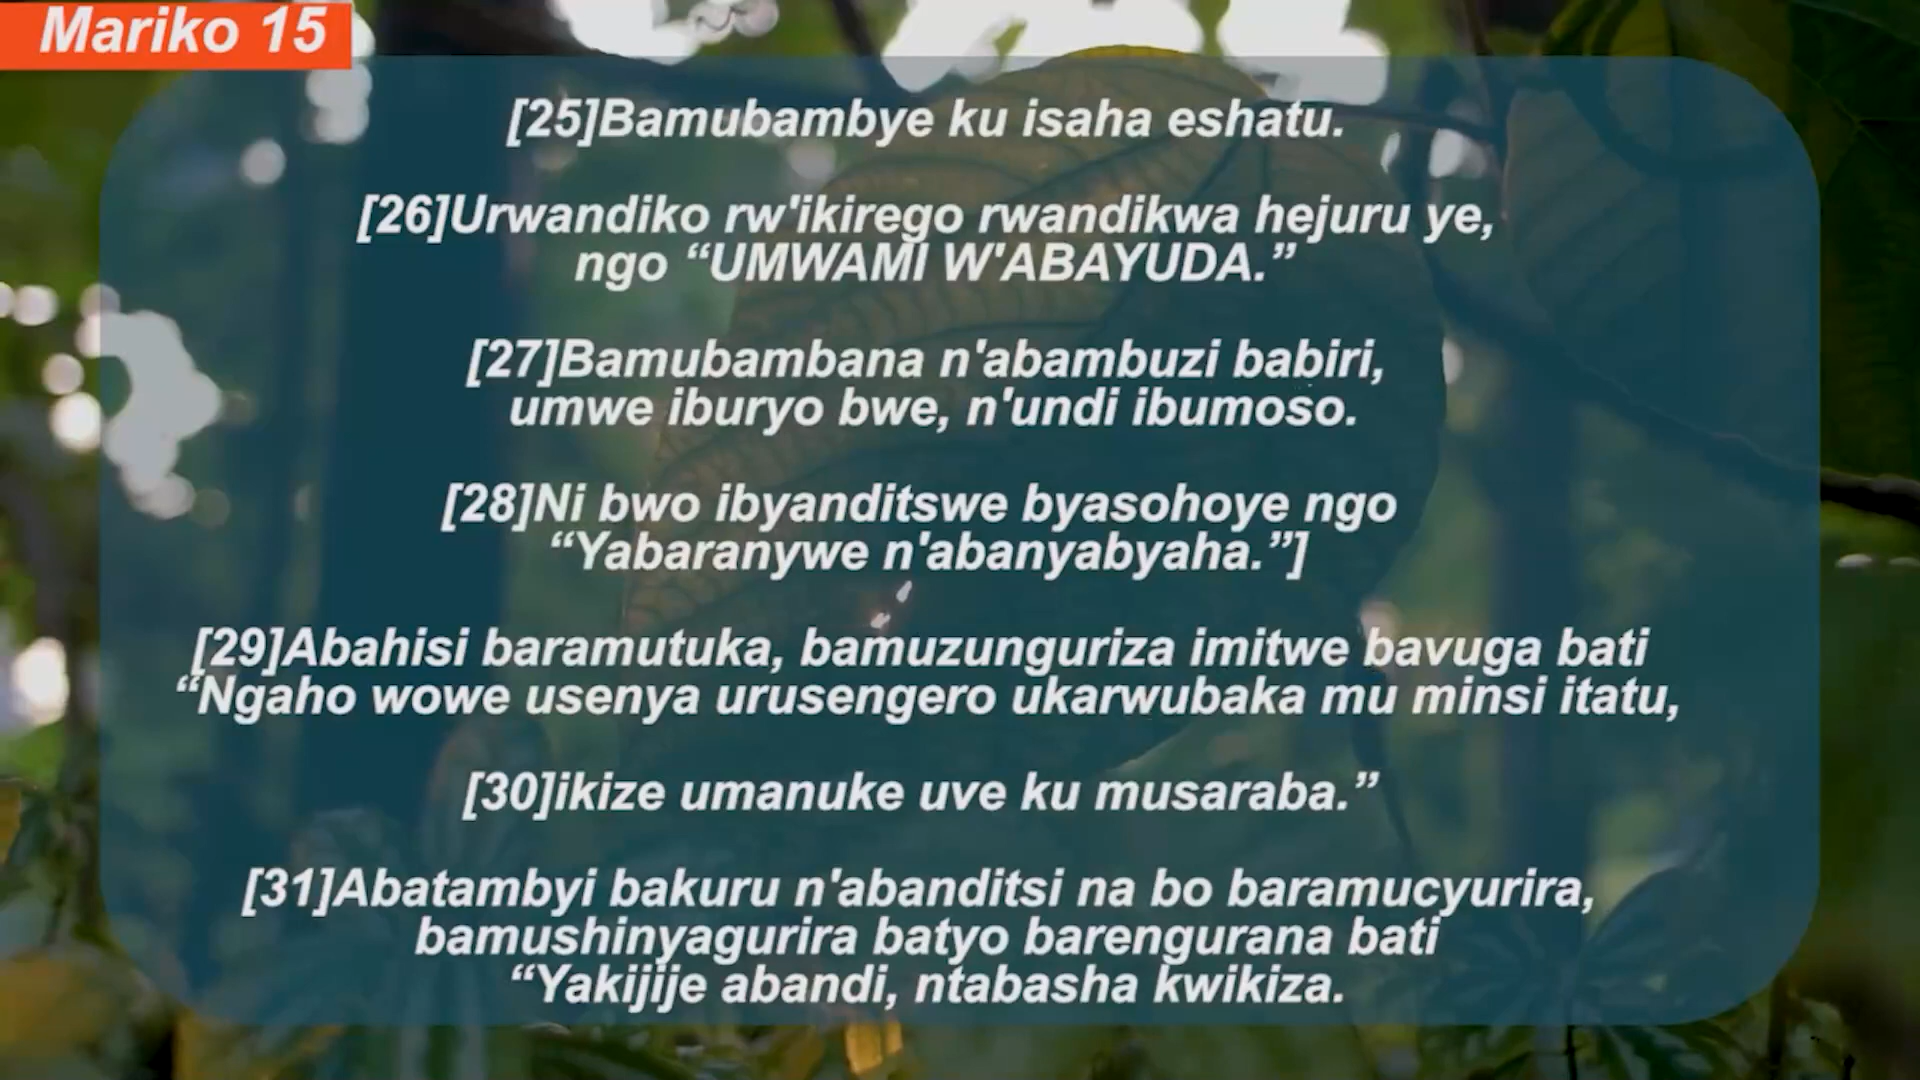 Mariko 15
[25]Bamubambye ku isaha eshatu.
[26]Urwandiko rw'ikirego rwandikwa hejuru ye,
ngo “UMWAMI W'ABAYUDA.”
[27]Bamubambana n'abambuzi babiri,
umwe iburyo bwe, n'undi ibumoso.
[28]Ni bwo ibyanditswe byasohoye ngo
“Yabaranywe n'abanyabyaha.”]
[29]Abahisi baramutuka, bamuzunguriza imitwe bavuga bati
“Ngaho wowe usenya urusengero ukarwubaka mu minsi itatu,
[30]ikize umanuke uve ku musaraba.”
[31]Abatambyi bakuru n'abanditsi na bo baramucyurira,
bamushinyagurira batyo barengurana bati
“Yakijije abandi, ntabasha kwikiza.